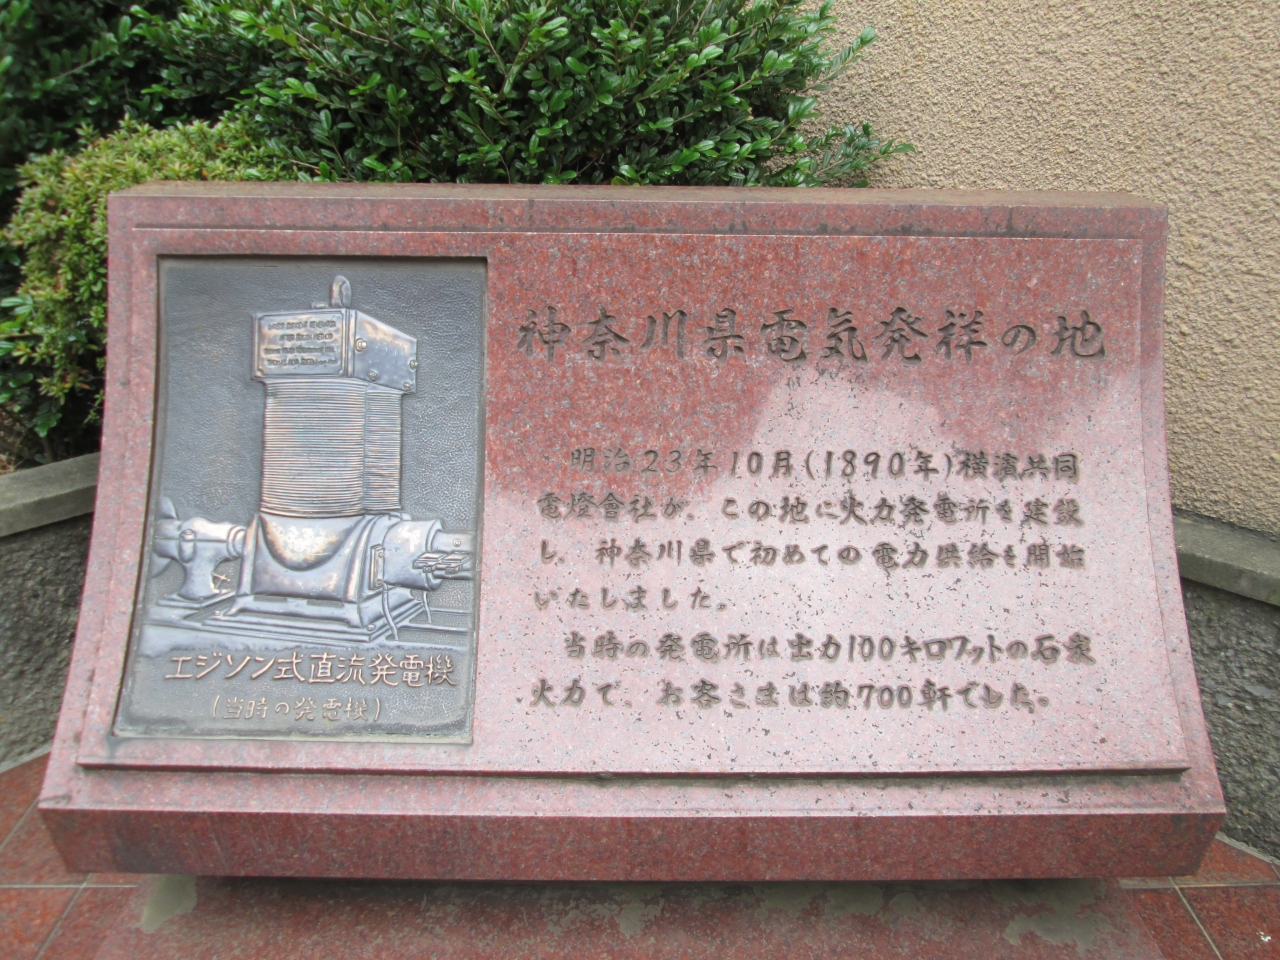 神奈川県電気発祥の地
明治23年10月(1890年)横濱共同
電燈會社が、この地に火力発電所を建設
し、神奈川県で初めての電力供給を開始
いたしました。
当時の発電所は出力100キロワットの石炭
火力で、お客さまは約700軒でした。
エジソン式直流発電機
(当時の発電機)